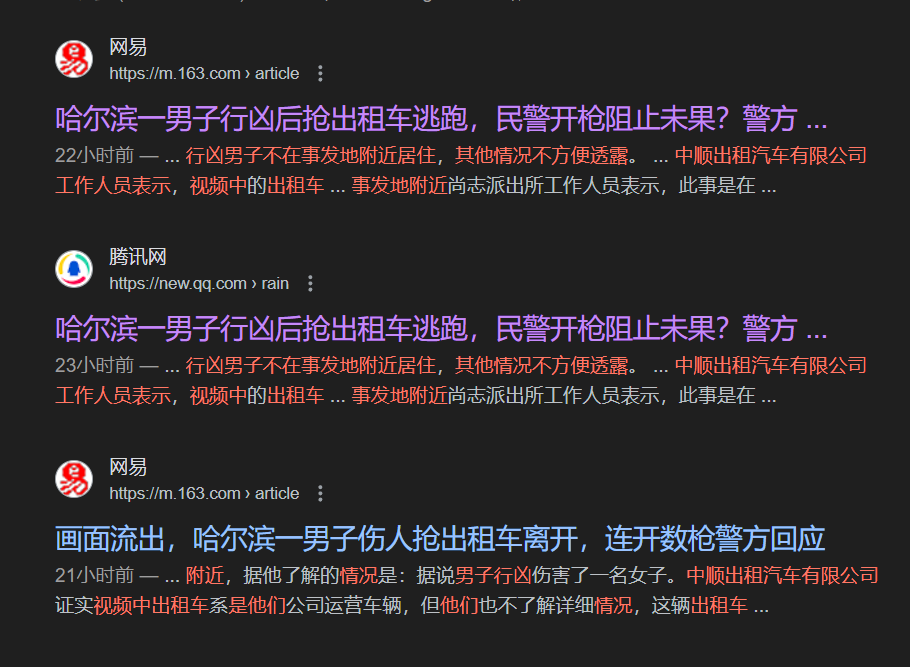 网易
https://m.163.com › article
哈尔滨一男子行凶后抢出租车逃跑，民警开枪阻止未果？警方 ...
22小时前 — ... 行凶男子不在事发地附近居住，其他情况不方便透露。 ... 中顺出租汽车有限公司
工作人员表示，视频中的出租车 ... 事发地附近尚志派出所工作人员表示，此事是在 ...
腾讯网
https://new.qq.com › rain
哈尔滨一男子行凶后抢出租车逃跑，民警开枪阻止未果？警方 ...
23小时前 — ... 行凶男子不在事发地附近居住，其他情况不方便透露。 ... 中顺出租汽车有限公司
工作人员表示，视频中的出租车 ... 事发地附近尚志派出所工作人员表示，此事是在 ...
网易
https://m.163.com › article
画面流出，哈尔滨一男子伤人抢出租车离开，连开数枪警方回应
21小时前 — ... 附近，据他了解的情况是：据说男子行凶伤害了一名女子。中顺出租汽车有限公司
证实视频中出租车系是他们公司运营车辆，但他们也不了解详细情况，这辆出租车 ...